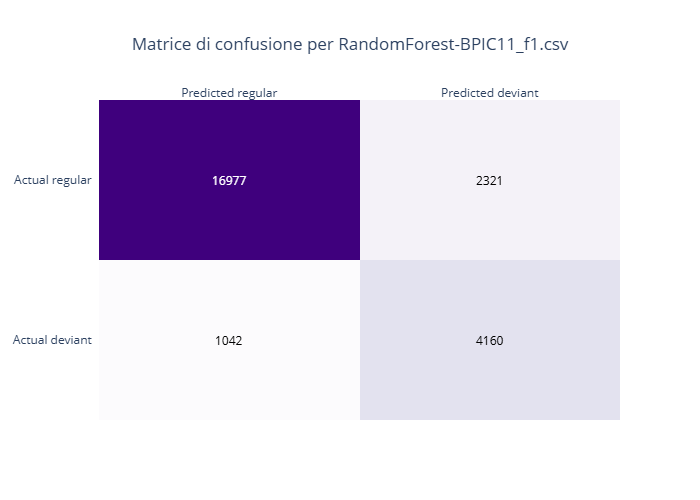 Matrice di confusione per RandomForest-BPIC11_f1.csv
Predicted regular Predicted deviant
Actual regular 16977 2321
Actual deviant 1042 4160